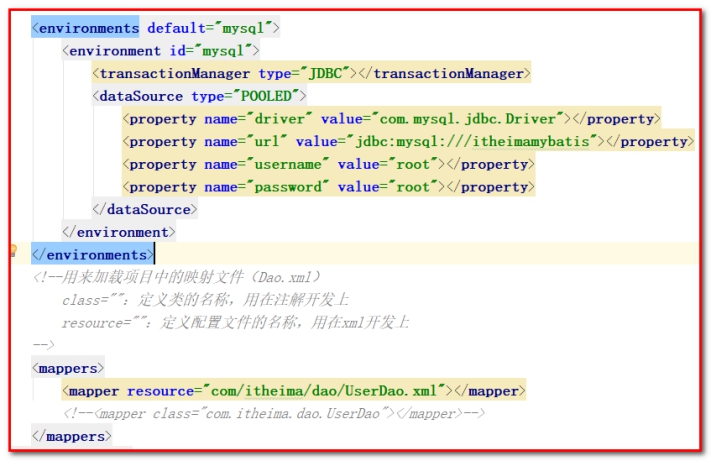 <environments default="mysql">
<environment id="mysql">
<transactionManager type="JDBC"></transactionManager>
<dataSource type="POOLED">
<property name="driver" value="com.mysql.jdbc.Driver"></property>
<property name="url" value="jdbc:mysql:///itheimamybatis"></property>
<property name="username" value="root"></property>
<property name="password" value="root"></property>
</dataSource>
</environment>
</environments>
<!--用来加载项目中的映射文件（Dao.xml）
class="": 定义类的名称，用在注解开发上
resource="": 定义配置文件的名称，用在xml开发上
-->
<mappers>
<mapper resource="com/itheima/dao/UserDao.xml"></mapper>
<!--<mapper class="com.itheima.dao.UserDao"></mapper>-->
</mappers>